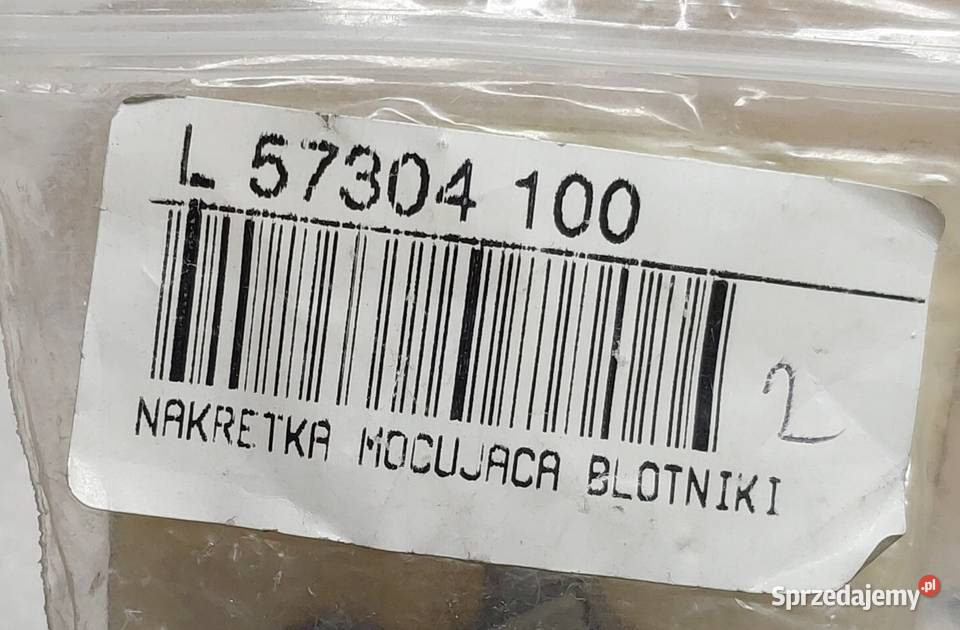 L 57304 100
2
NAKRETKA MOCUJACA BLOTNIKI
Sprzedajemy.pl